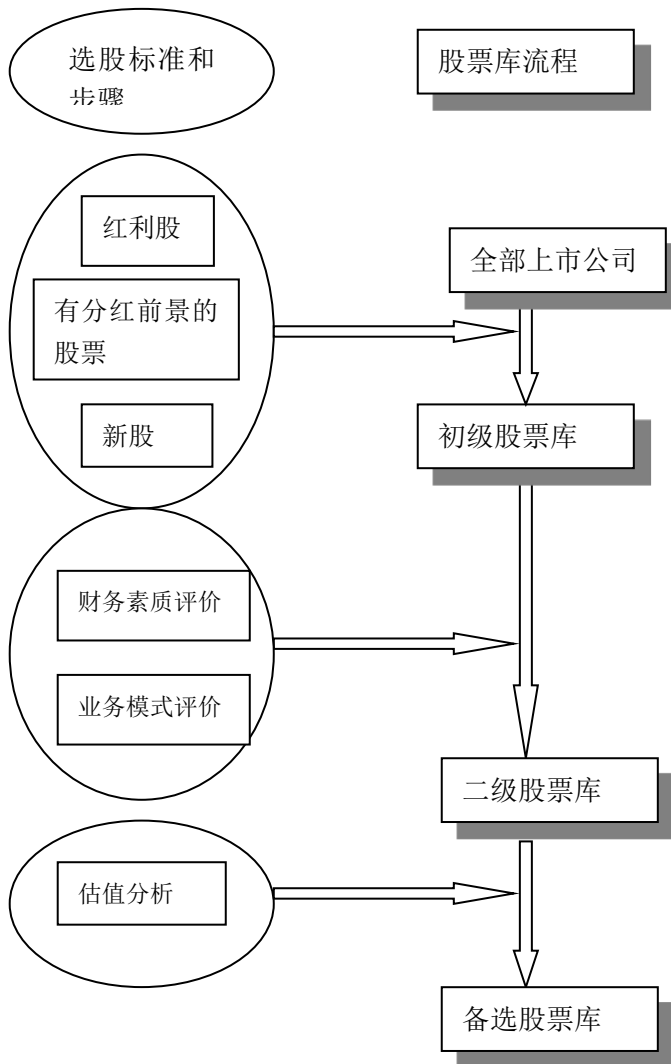 选股标准和
步骤
股票库流程
红利股
有分红前景的
股票
新股
全部上市公司
初级股票库
财务素质评价
业务模式评价
二级股票库
估值分析
备选股票库